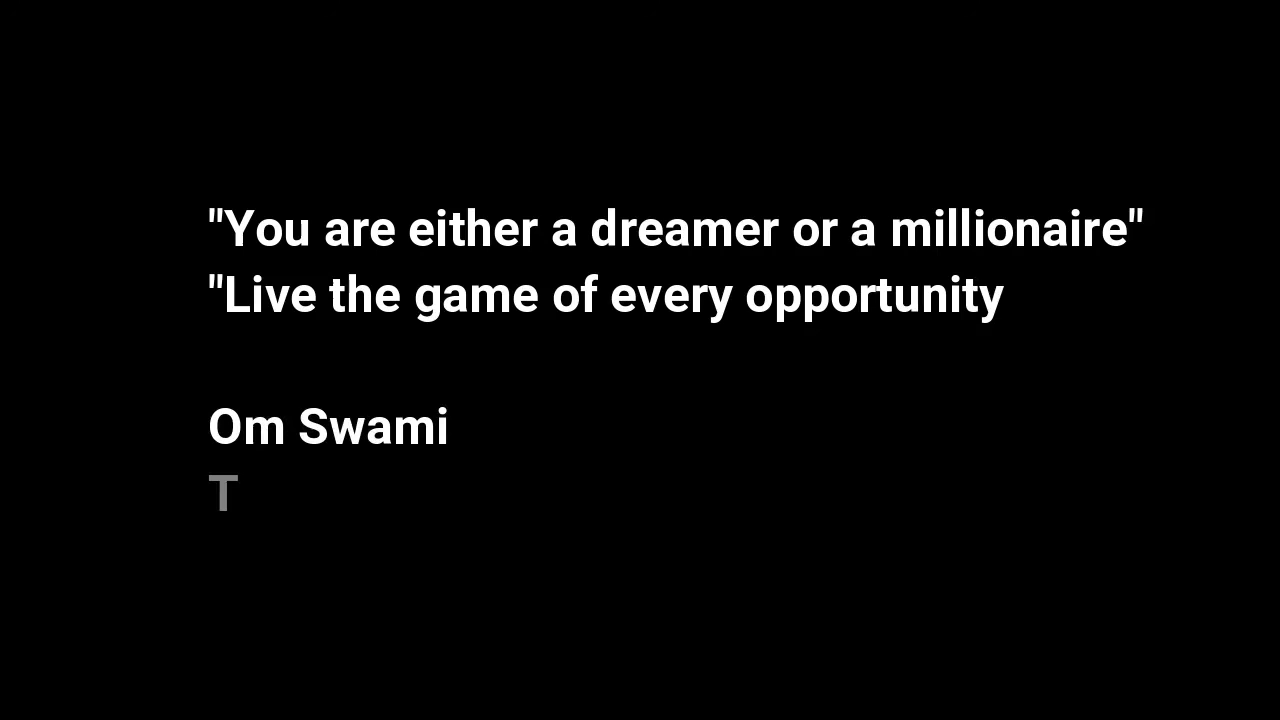 "You are either a dreamer or a millionaire"
"Live the game of every opportunity
Om Swami
T